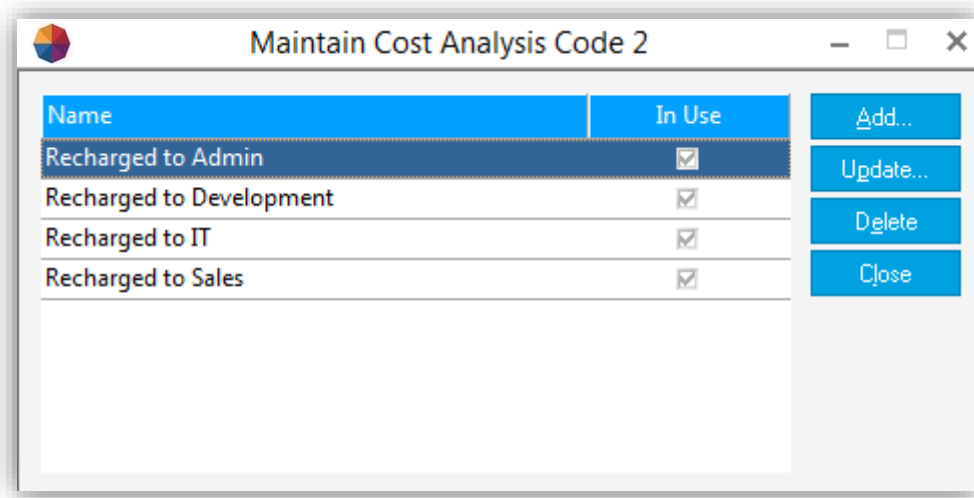 Maintain Cost Analysis Code 2
Name In Use
Recharged to Admin
Recharged to Development
Recharged to IT
Recharged to Sales
Add...
Update...
Delete
Close